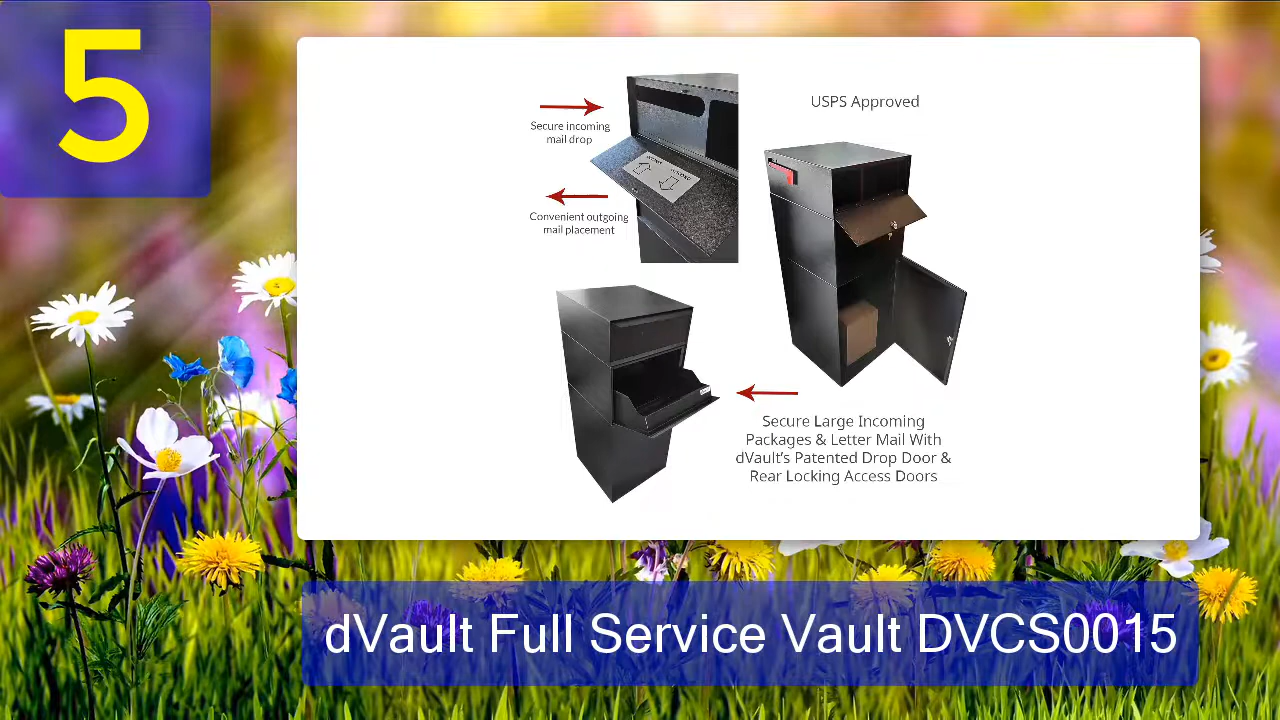 5
USPS Approved
Secure incoming
mail drop
Convenient outgoing
mail placement
Secure Large Incoming
Packages & Letter Mail With
dVault's Patented Drop Door &
Rear Locking Access Doors
dVault Full Service Vault DVCS0015